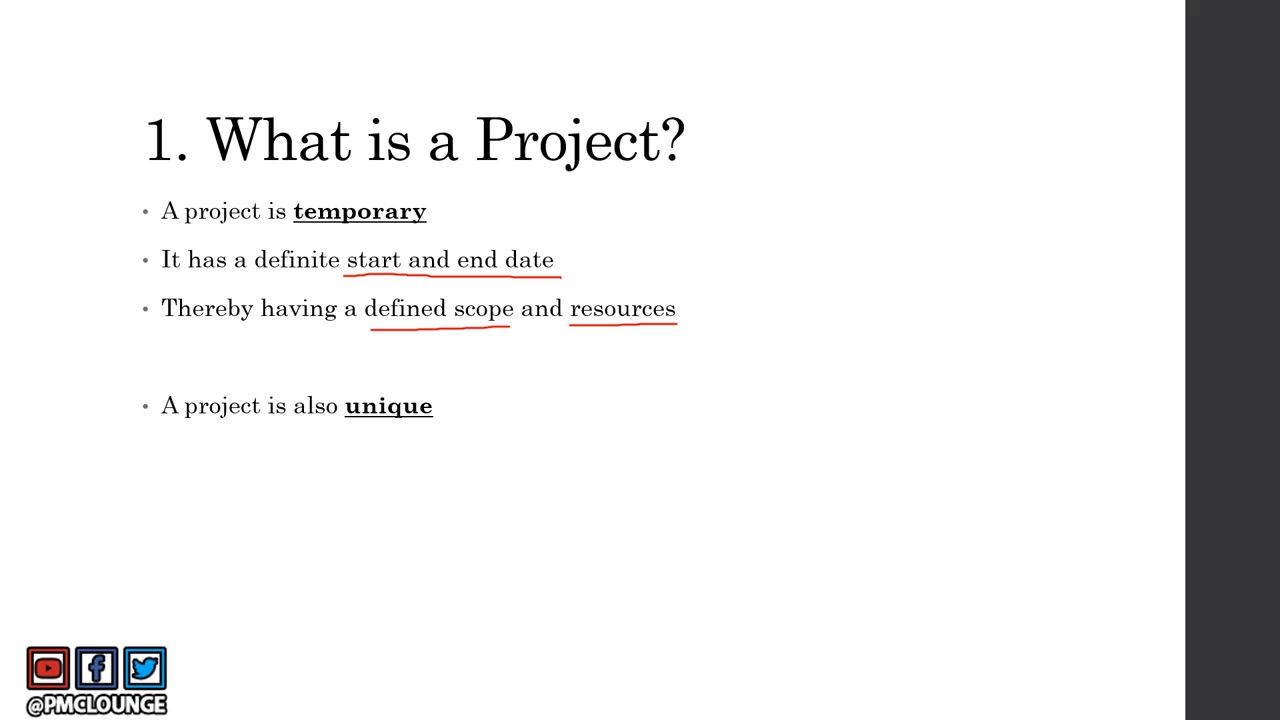 1. What is a Project?
• A project is temporary
• It has a definite start and end date
• Thereby having a defined scope and resources
• A project is also unique
@PMCLOUNGE